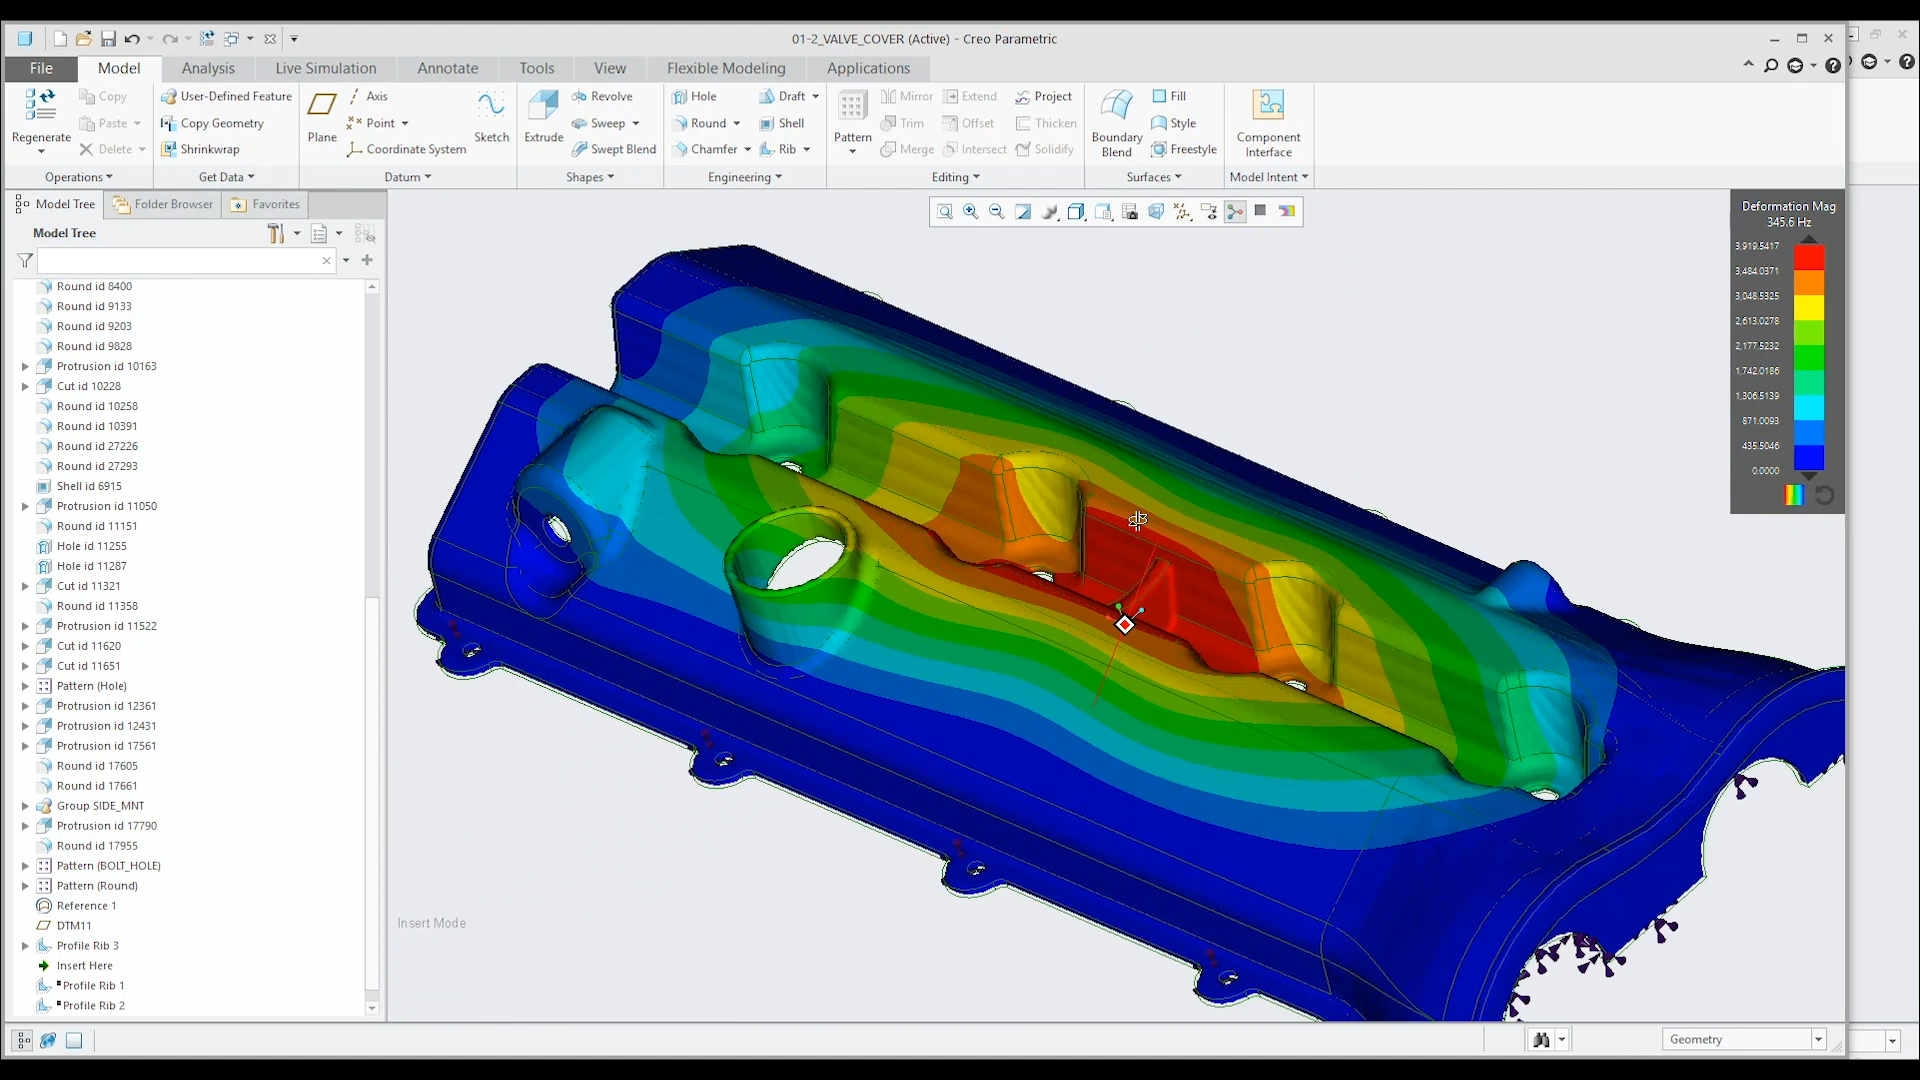 01-2_VALVE_COVER (Active) - Creo Parametric
File Model Analysis Live Simulation Annotate Tools View Flexible Modeling Applications
Regenerate Copy Paste Delete
User-Defined Feature Copy Geometry Shrinkwrap
Plane Axis Point Coordinate System Sketch
Extrude Revolve Sweep Swept Blend
Hole Round Chamfer Draft Shell Rib
Pattern Mirror Extend Project Trim Offset Thicken Merge Intersect Solidify
Boundary Blend Fill Style Freestyle
Component Interface
Operations Get Data Datum Shapes Engineering Editing Surfaces Model Intent
Model Tree Folder Browser Favorites
Model Tree
Round id 8400
Round id 9133
Round id 9203
Round id 9828
Protrusion id 10163
Cut id 10228
Round id 10258
Round id 10391
Round id 27226
Round id 27293
Shell id 6915
Protrusion id 11050
Round id 11151
Hole id 11255
Hole id 11287
Cut id 11321
Round id 11358
Protrusion id 11522
Cut id 11620
Cut id 11651
Pattern (Hole)
Protrusion id 12361
Protrusion id 12431
Protrusion id 17561
Round id 17605
Round id 17661
Group SIDE_MNT
Protrusion id 17790
Round id 17955
Pattern (BOLT_HOLE)
Pattern (Round)
Reference 1
DTM11
Profile Rib 3
Insert Here
Profile Rib 1
Profile Rib 2
Insert Mode
Deformation Mag
345.6 Hz
3,919.5417
3,484.0371
3,048.5325
2,613.0278
2,177.5232
1,742.0186
1,306.5139
871.0093
435.5046
0.0000
Geometry